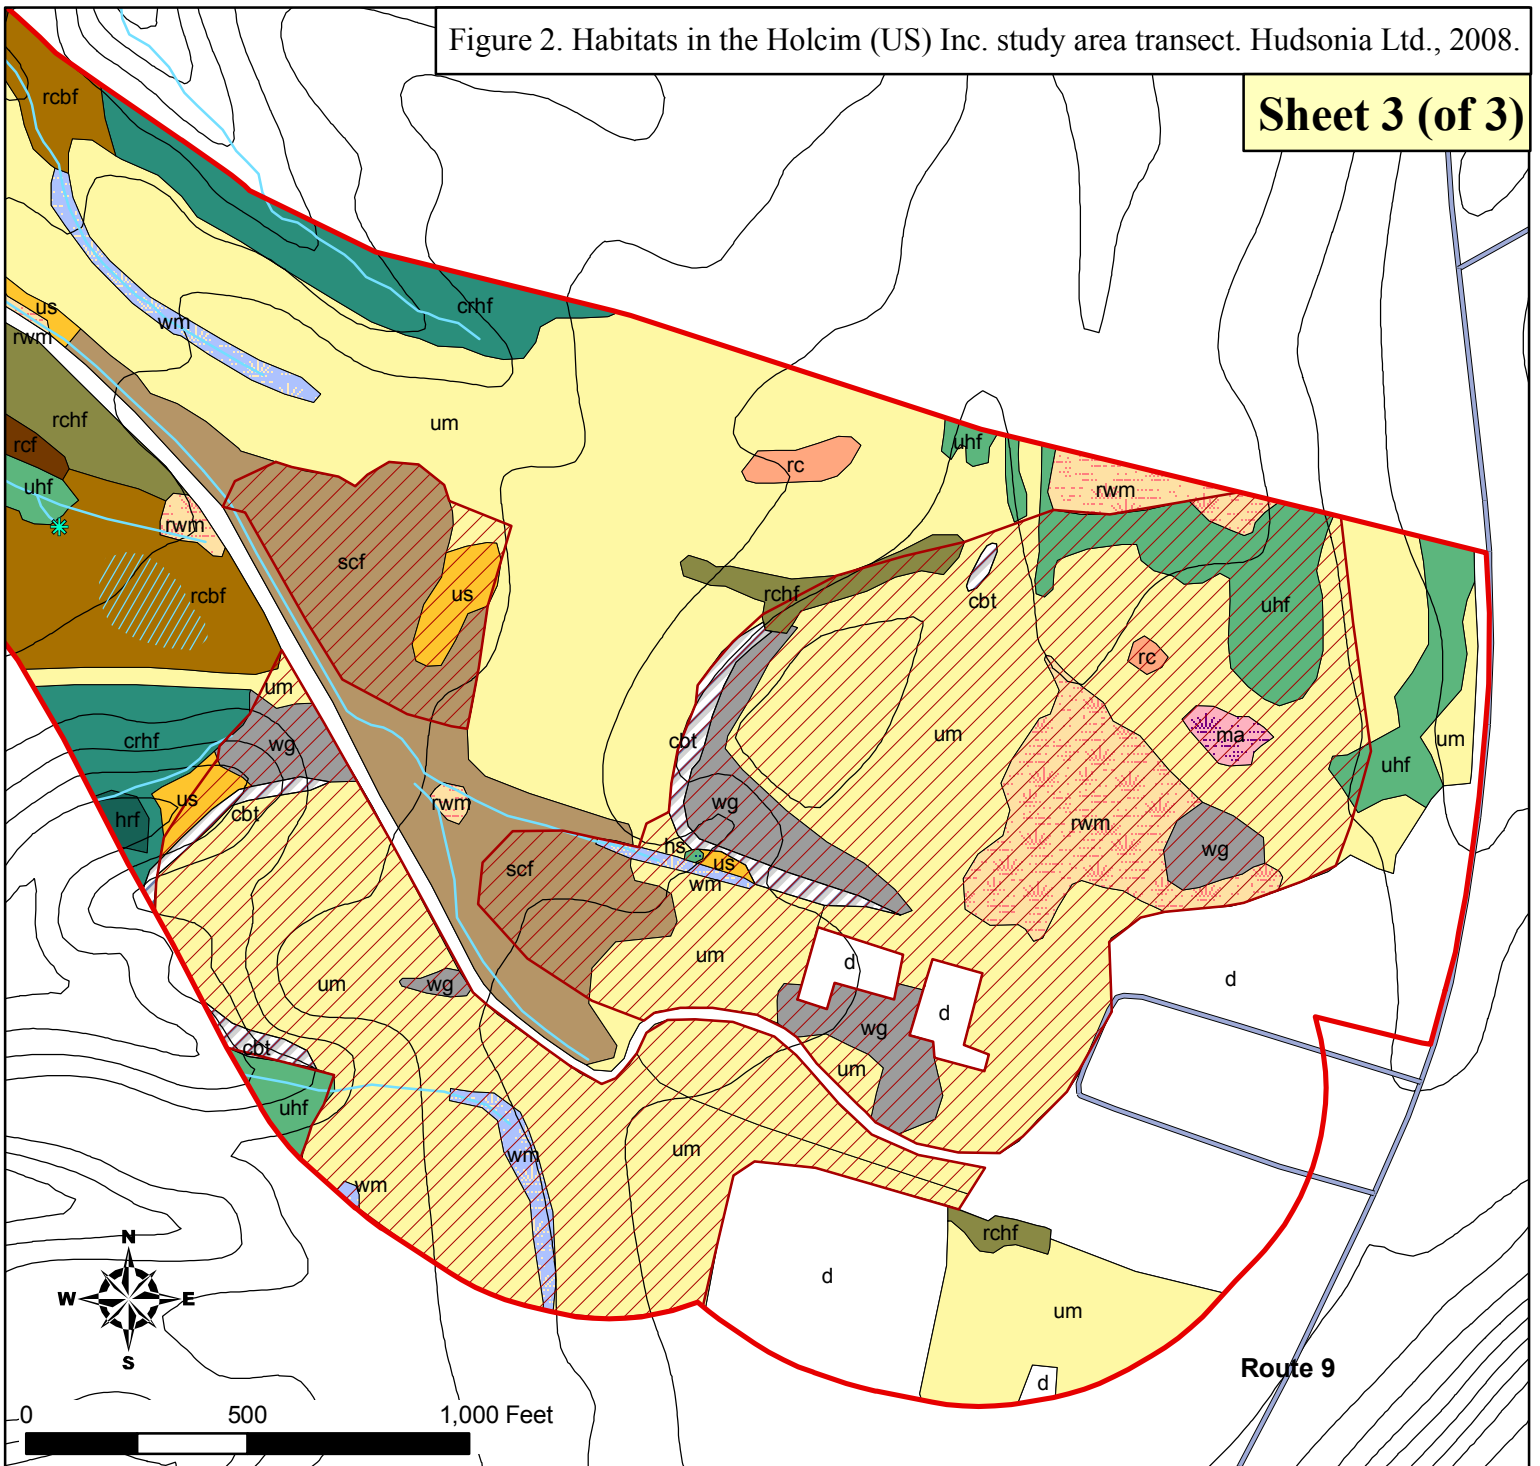 Figure 2. Habitats in the Holcim (US) Inc. study area transect. Hudsonia Ltd., 2008.
Sheet 3 (of 3)
rcbf
crhf
us
wm
rwm
rchf
um
rcf
uhf
rc
uhf
rwm
rwm
scf
us
rcbf
rchf
cbt
uhf
rc
um
crhf
wg
cbt
um
ma
um
uhf
us
cbt
hrf
rwm
wg
rwm
wg
hs
us
scf
wm
um
d
um
wg
d
d
wg
cbt
um
uhf
um
wm
wm
rchf
d
um
d
N
W E
S
Route 9
0 500 1,000 Feet